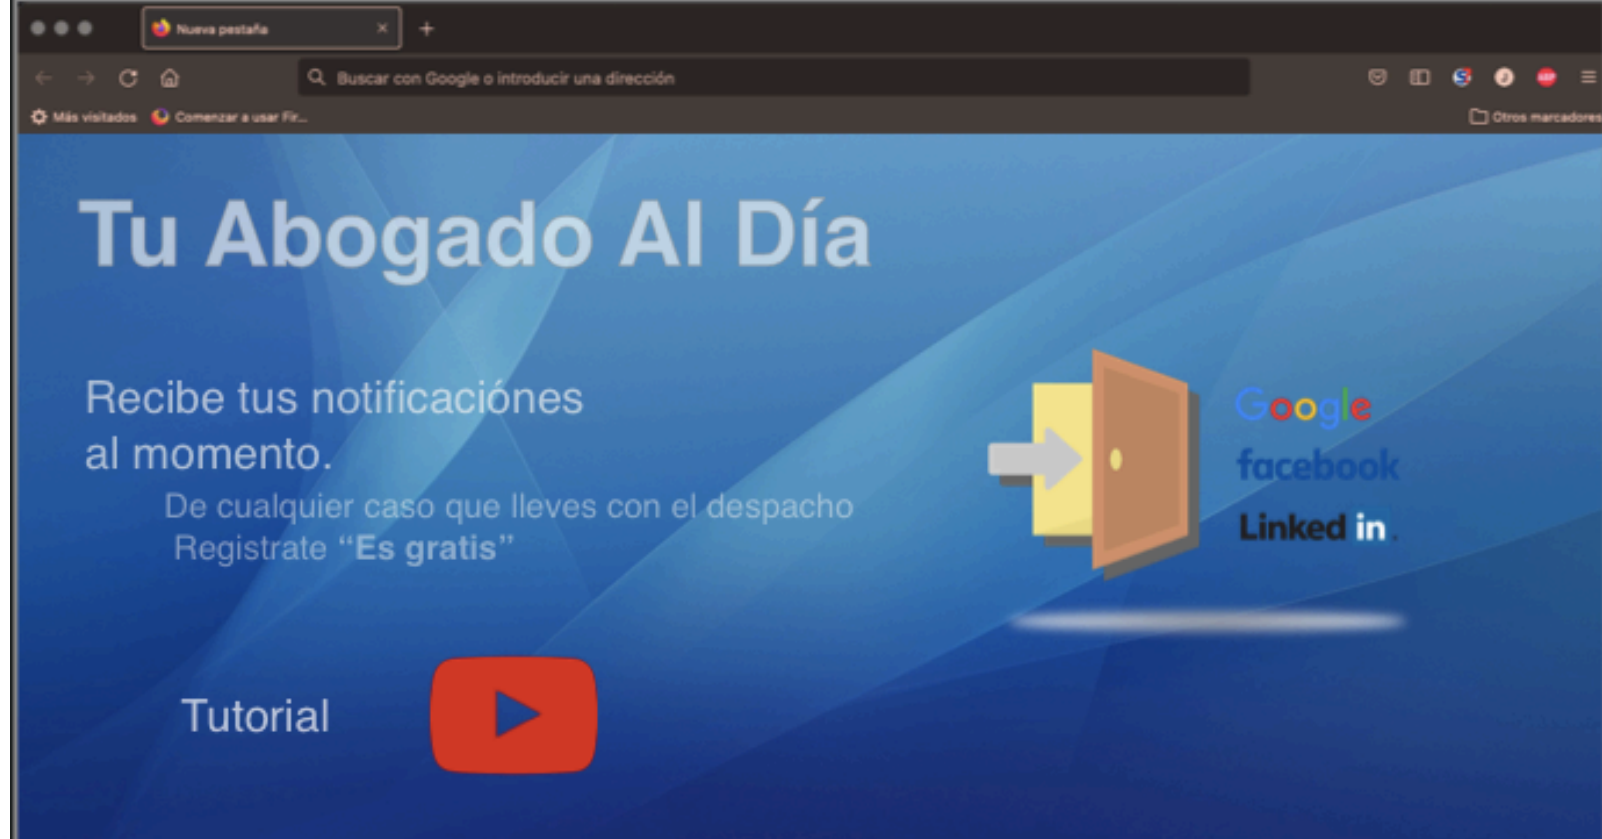 Nueva pestaña
Buscar con Google o introducir una dirección
ABP
Más visitados
Comenzar a usar Fir...
Otros marcadores
Tu Abogado Al Día
Recibe tus notificaciónes
al momento.
De cualquier caso que lleves con el despacho
Registrate “Es gratis”
Google
facebook
Linked in.
Tutorial